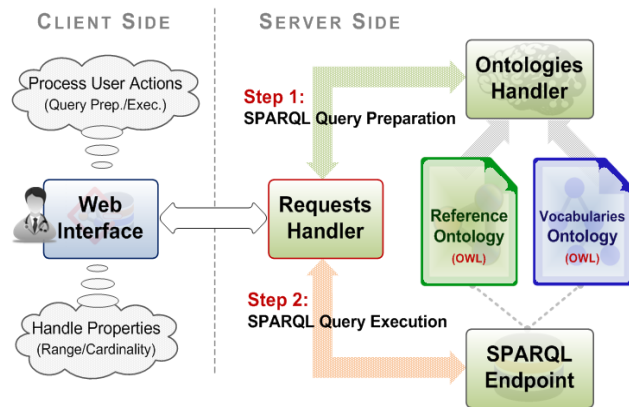 CLIENT SIDE
SERVER SIDE
Process User Actions
(Query Prep./Exec.)
Ontologies
Handler
Step 1:
SPARQL Query Preparation
Web
Interface
Requests
Handler
Reference
Ontology
(OWL)
Vocabularies
Ontology
(OWL)
Step 2:
SPARQL Query Execution
Handle Properties
(Range/Cardinality)
SPARQL
Endpoint